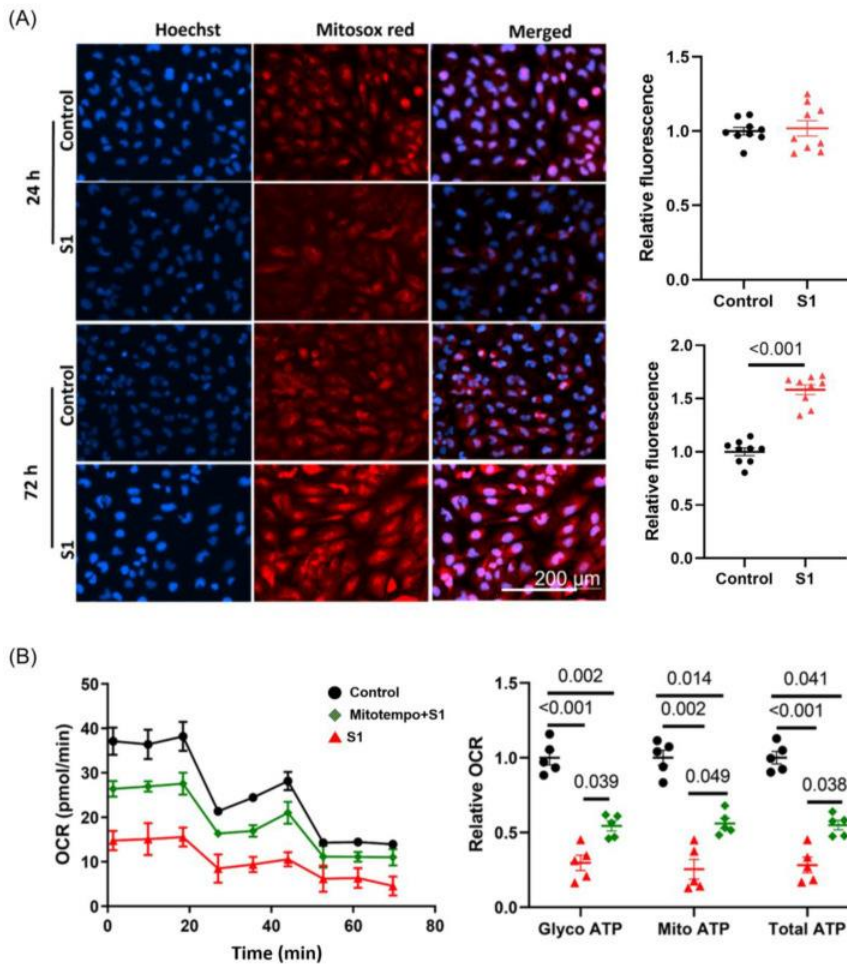 (A)
Hoechst Mitosox red Merged
24 h
Control
S1
72 h
Control
S1
200 µm
Relative fluorescence
1.5
1.0
0.5
0.0
Control S1
Relative fluorescence
2.0
1.5
1.0
0.5
0.0
<0.001
Control S1
(B)
OCR (pmol/min)
50
40
30
20
10
0
0 20 40 60 80
Time (min)
Control
Mitotempo+S1
S1
Relative OCR
1.5
1.0
0.5
0.0
0.002 0.014 0.041
<0.001 0.002 <0.001
0.039 0.049 0.038
Glyco ATP Mito ATP Total ATP